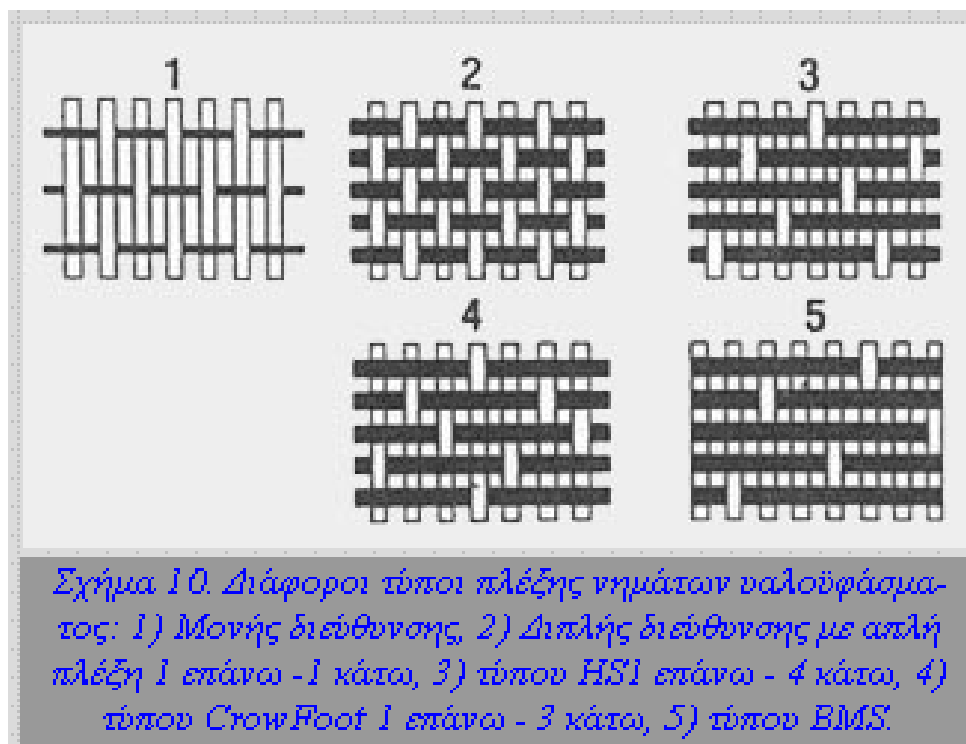 1 2 3
4 5
Σχήμα 10. Διάφοροι τύποι πλέξης νημάτων υαλοϋφάσμα-
τος: 1) Μονής διεύθυνσης, 2) Διπλής διεύθυνσης με απλή
πλέξη 1 επάνω -1 κάτω, 3) τύπου HS1 επάνω - 4 κάτω, 4)
τύπου CrowFoot 1 επάνω - 3 κάτω, 5) τύπου BMS.